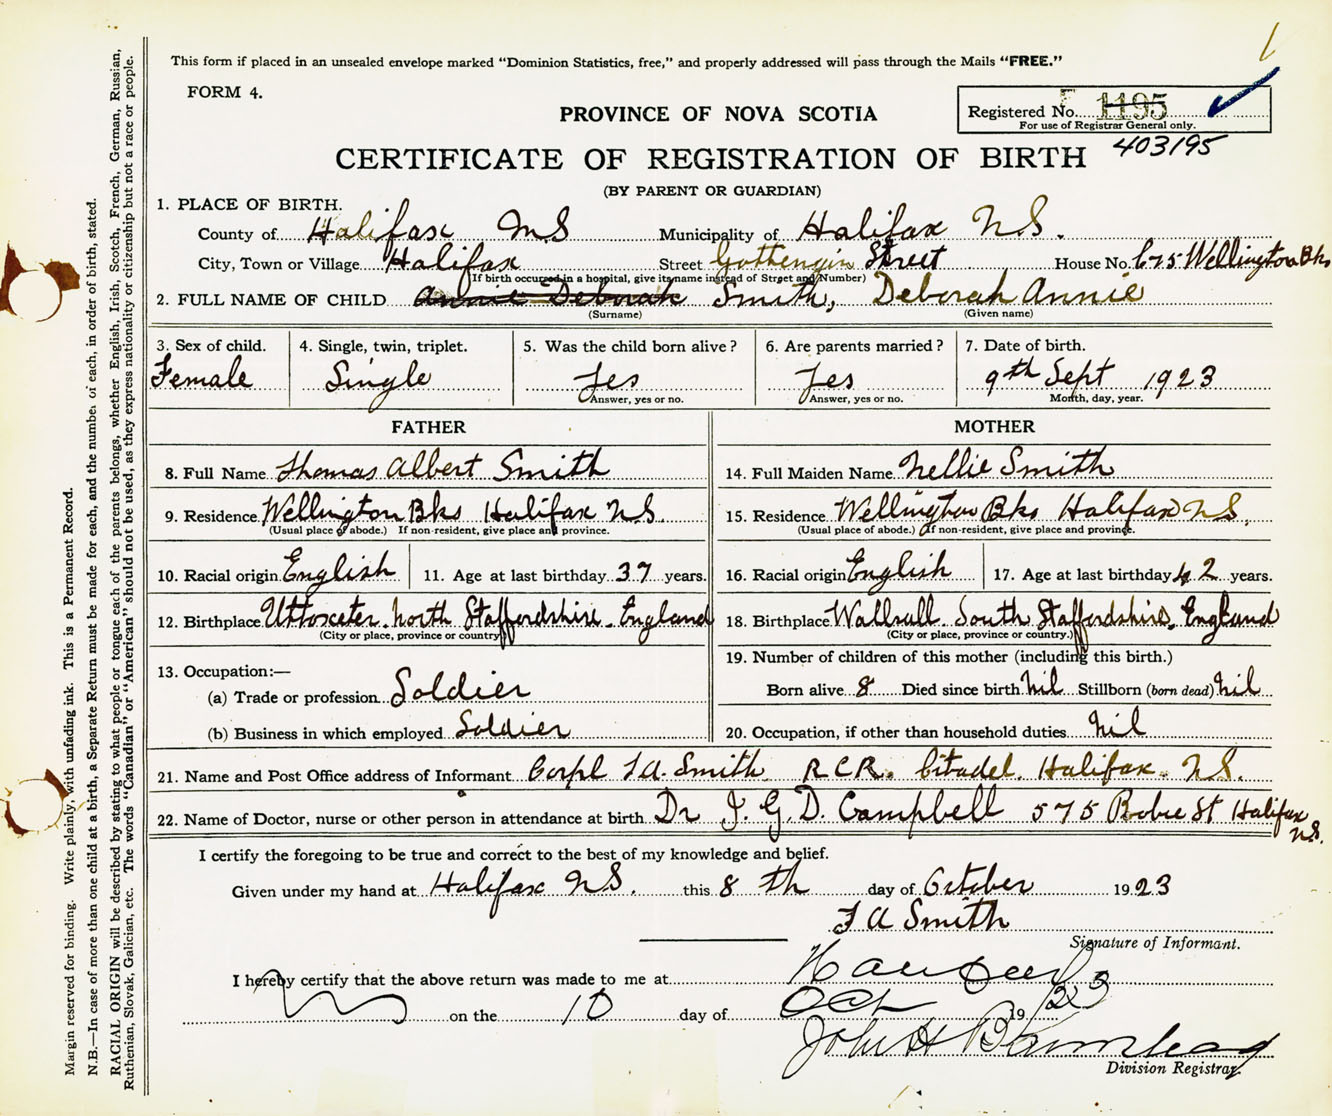 This form if placed in an unsealed envelope marked "Dominion Statistics, free," and properly addressed will pass through the Mails "FREE."
FORM 4.
PROVINCE OF NOVA SCOTIA
Registered No. 1195
For use of Registrar General only.
403195
CERTIFICATE OF REGISTRATION OF BIRTH
(BY PARENT OR GUARDIAN)
1. PLACE OF BIRTH.
County of Halifax NS Municipality of Halifax N.S.
City, Town or Village Halifax Street Gottengin Street House No. C-25 Wellington Bks
(If birth occured in a hospital, give its name instead of Street and Number)
2. FULL NAME OF CHILD Annie Deborah Smith, Deborah Annie
(Surname) (Given name)
3. Sex of child. 4. Single, twin, triplet. 5. Was the child born alive? 6. Are parents married? 7. Date of birth.
Female Single Yes Yes 9th Sept 1923
Answer, yes or no. Answer, yes or no. Month, day, year.
FATHER MOTHER
8. Full Name Thomas Albert Smith 14. Full Maiden Name Nellie Smith
9. Residence Wellington Bks Halifax N.S. 15. Residence Wellington Bks Halifax N.S.
(Usual place of abode.) If non-resident, give place and province. (Usual place of abode.) If non-resident, give place and province.
10. Racial origin English 11. Age at last birthday 37 years. 16. Racial origin English 17. Age at last birthday 42 years.
12. Birthplace Uttoxeter. North Staffordshire. England 18. Birthplace Wallsall. South Staffordshire. England
(City or place, province or country) (City or place, province or country.)
13. Occupation:— 19. Number of children of this mother (including this birth.)
(a) Trade or profession Soldier Born alive 8 Died since birth Nil Stillborn (born dead) Nil
(b) Business in which employed Soldier 20. Occupation, if other than household duties Nil
21. Name and Post Office address of Informant Corpl T.A. Smith R.C.R. Citadel. Halifax. N.S.
22. Name of Doctor, nurse or other person in attendance at birth Dr J. G. D. Campbell 575 Robie St Halifax
N.S.
I certify the foregoing to be true and correct to the best of my knowledge and belief.
Given under my hand at Halifax N.S. this 8 th day of October 1923
T A Smith
Signature of Informant.
I hereby certify that the above return was made to me at
on the 10 day of Oct 19 23
John H
Division Registrar.
Margin reserved for binding. Write plainly, with unfading ink. This is a Permanent Record.
N.B.—In case of more than one child at a birth, a Separate Return must be made for each, and the number of each, in order of birth, stated.
RACIAL ORIGIN will be described by stating to what people or tongue each of the parents belongs, whether English, Irish, Scotch, French, German, Russian,
Ruthenian, Slovak, Galician, etc. The words "Canadian" or "American" should not be used, as they express nationality or citizenship but not a race or people.